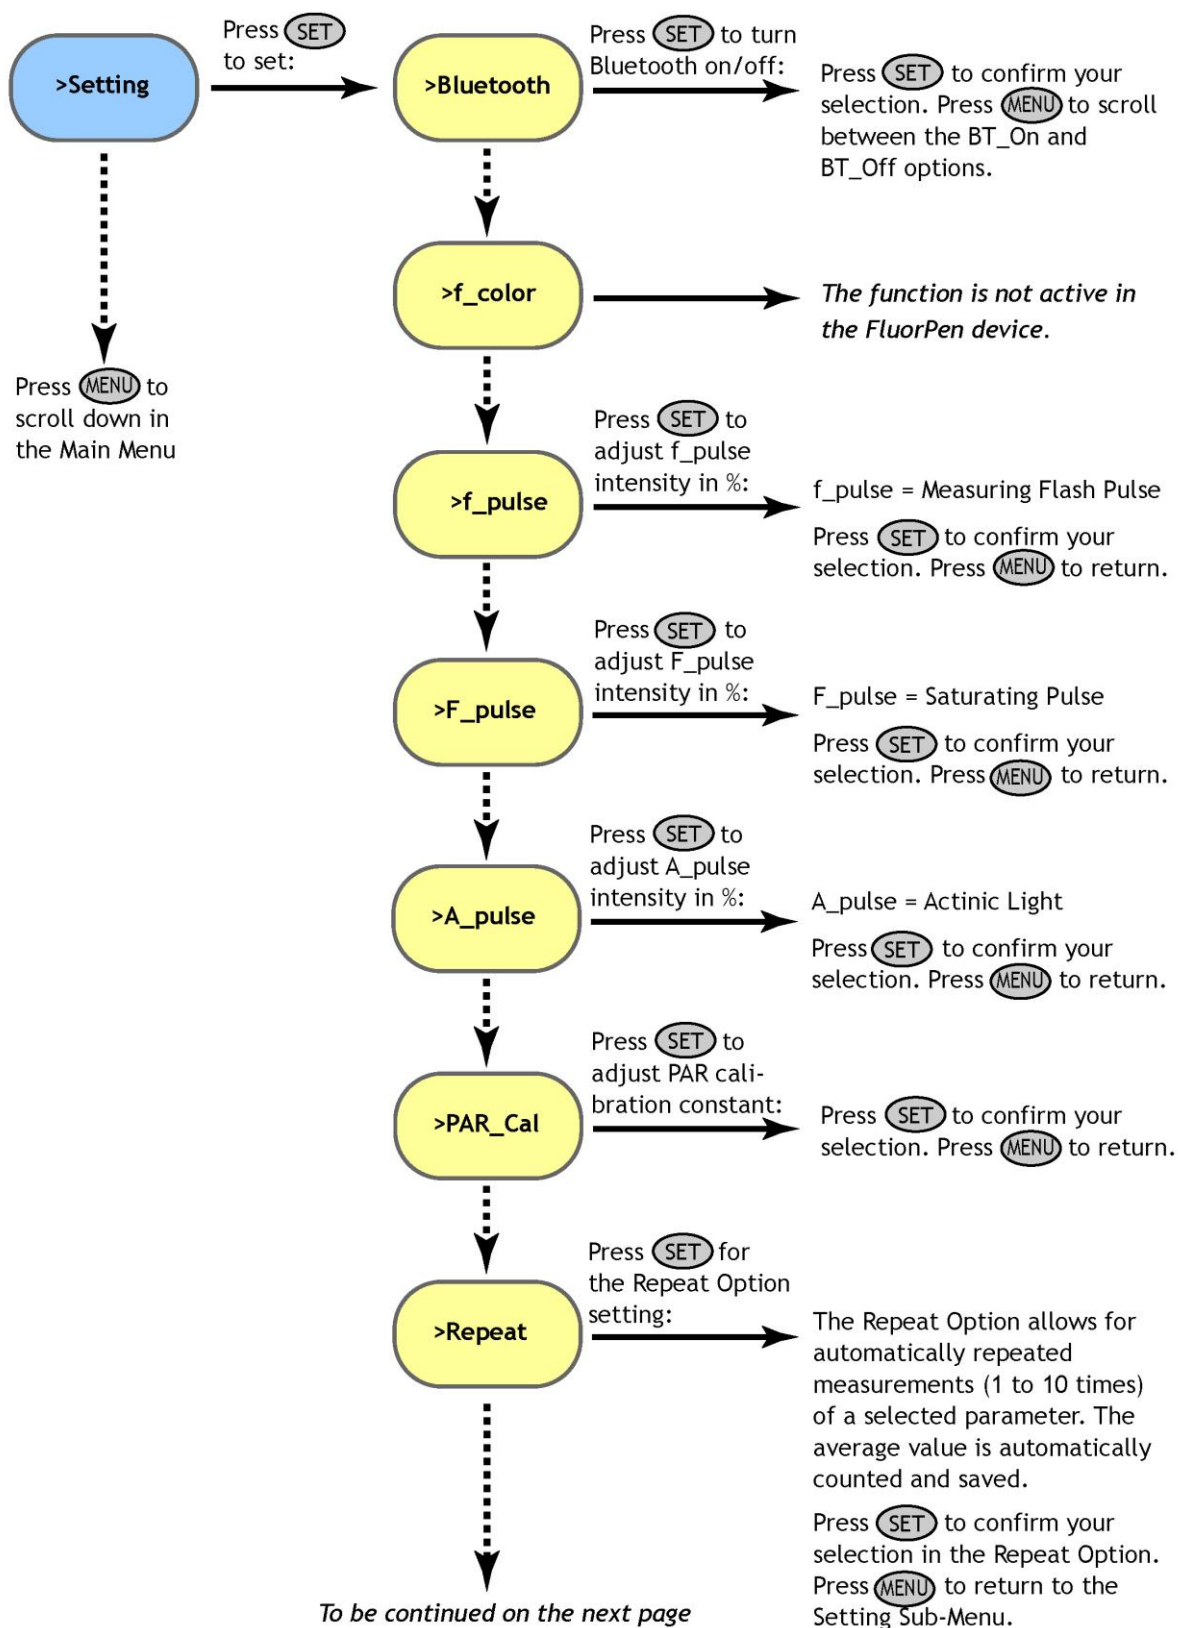 >Setting
Press SET
to set:
Press MENU to
scroll down in
the Main Menu
>Bluetooth
Press SET to turn
Bluetooth on/off:
Press SET to confirm your
selection. Press MENU to scroll
between the BT_On and
BT_Off options.
>f_color
The function is not active in
the FluorPen device.
>f_pulse
Press SET to
adjust f_pulse
intensity in %:
f_pulse = Measuring Flash Pulse
Press SET to confirm your
selection. Press MENU to return.
>F_pulse
Press SET to
adjust F_pulse
intensity in %:
F_pulse = Saturating Pulse
Press SET to confirm your
selection. Press MENU to return.
>A_pulse
Press SET to
adjust A_pulse
intensity in %:
A_pulse = Actinic Light
Press SET to confirm your
selection. Press MENU to return.
>PAR_Cal
Press SET to
adjust PAR cali-
bration constant:
Press SET to confirm your
selection. Press MENU to return.
>Repeat
Press SET for
the Repeat Option
setting:
The Repeat Option allows for
automatically repeated
measurements (1 to 10 times)
of a selected parameter. The
average value is automatically
counted and saved.
Press SET to confirm your
selection in the Repeat Option.
Press MENU to return to the
Setting Sub-Menu.
To be continued on the next page